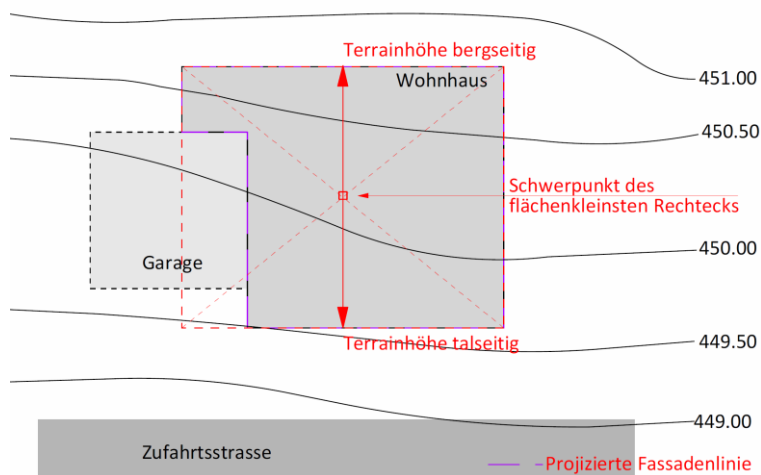 Terrainhöhe bergseitig
Wohnhaus
451.00
450.50
Schwerpunkt des
flächenkleinsten Rechtecks
450.00
Garage
449.50
Terrainhöhe talseitig
449.00
Zufahrtsstrasse
Projizierte Fassadenlinie